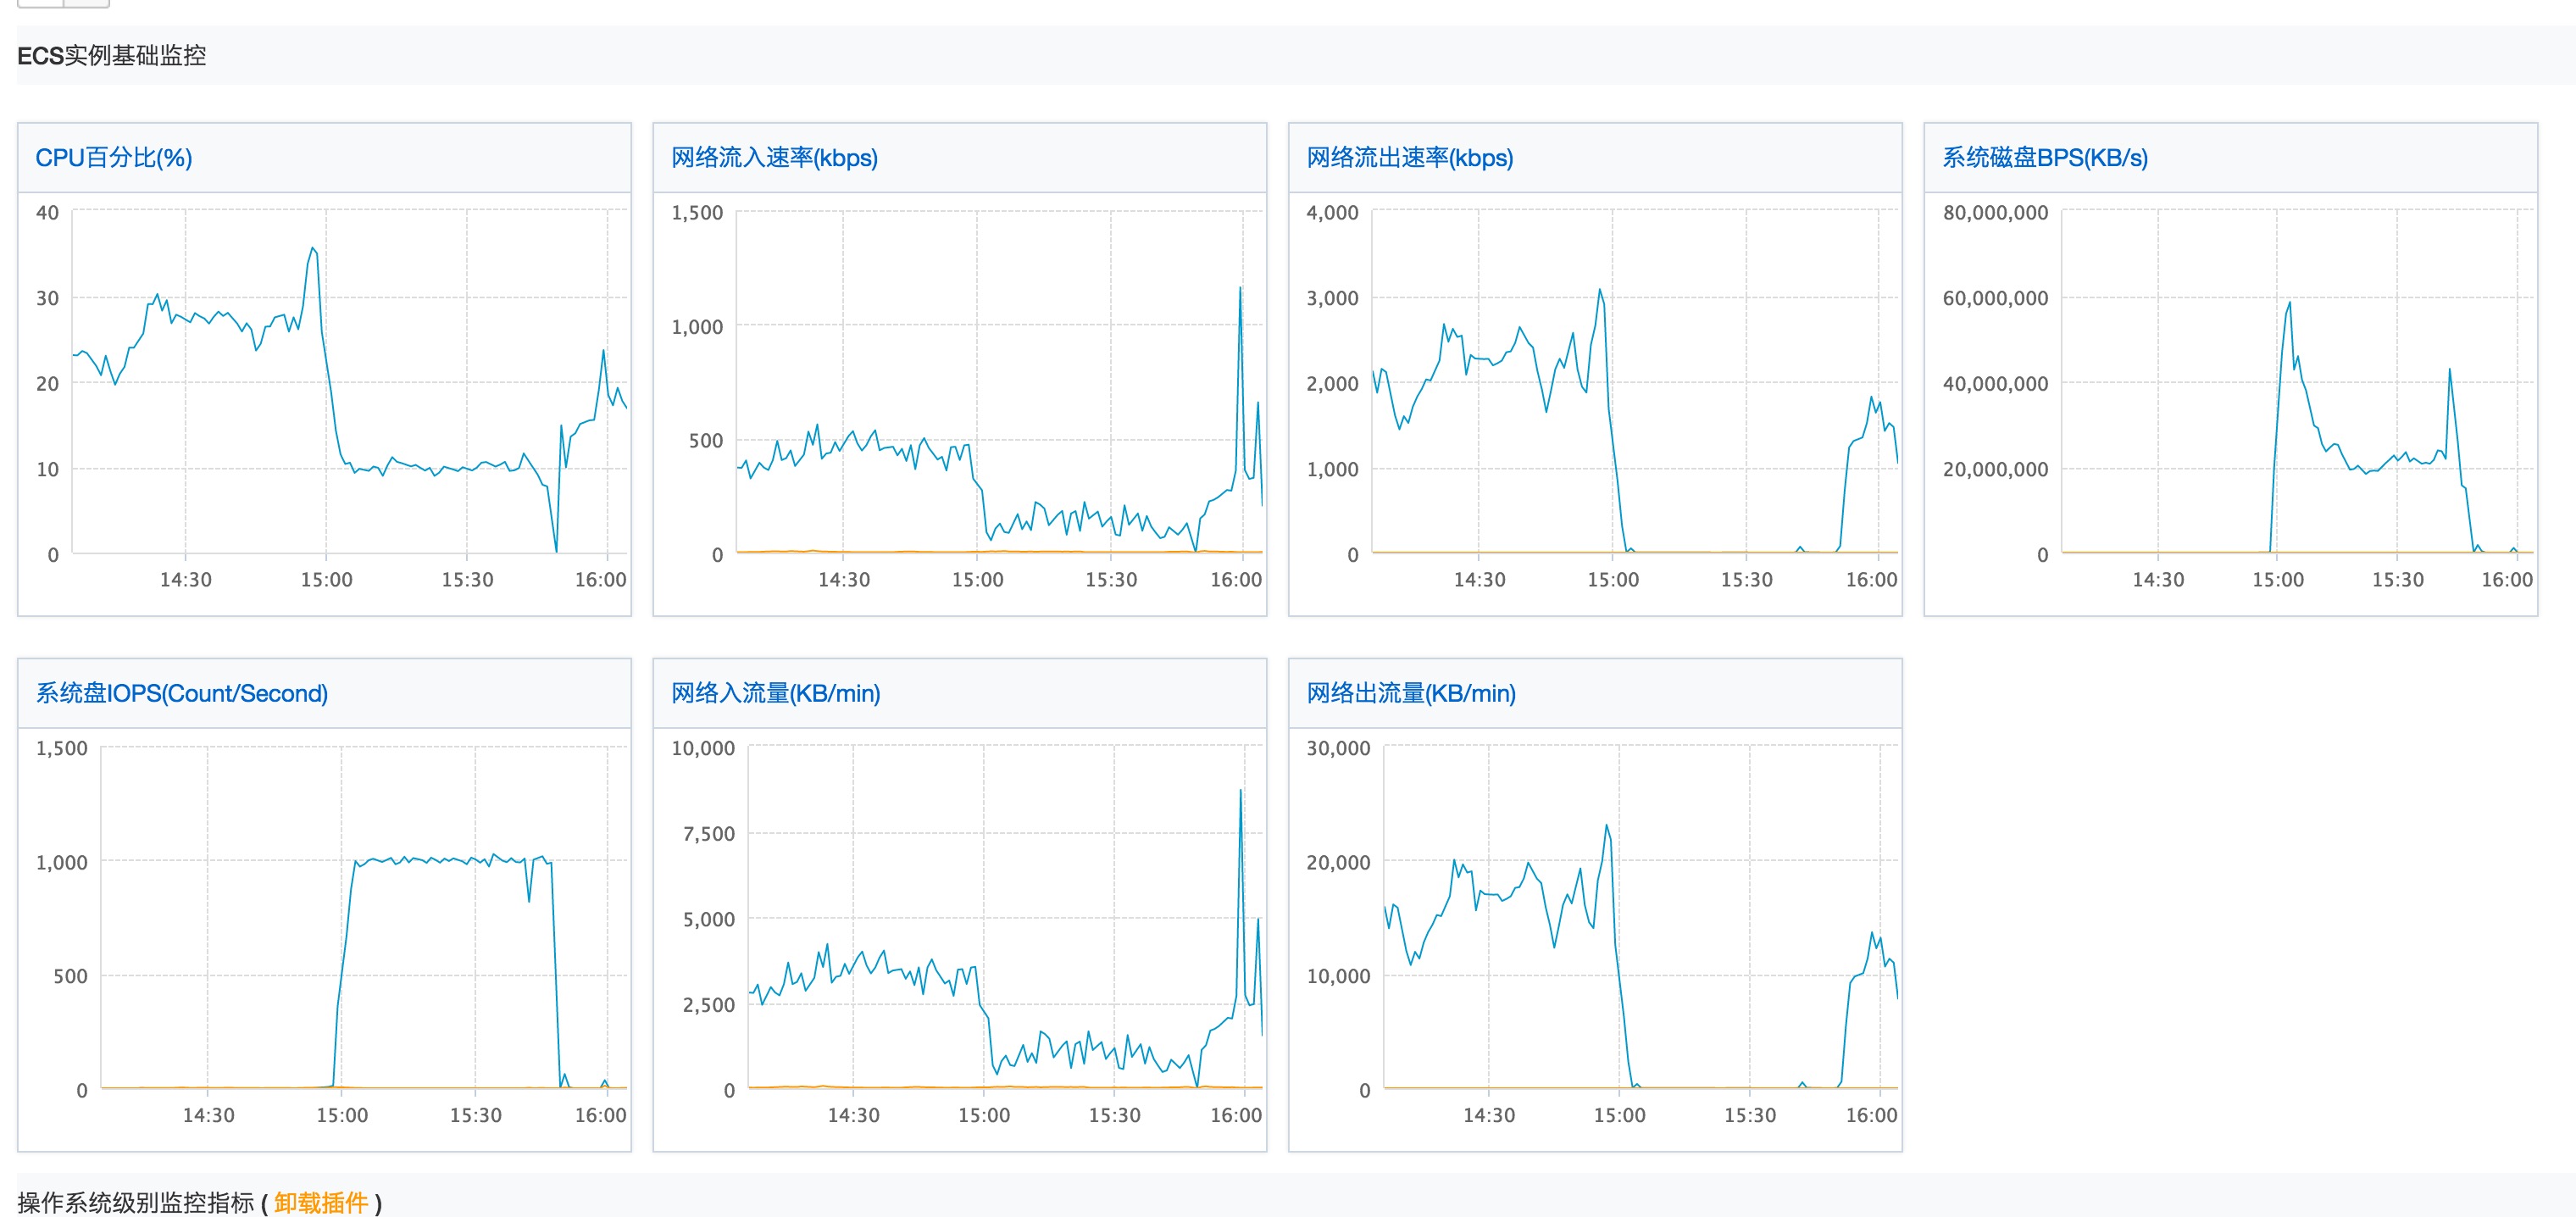 ECS实例基础监控
CPU百分比(%)
40
30
20
10
0
14:30 15:00 15:30 16:00
网络流入速率(kbps)
1,500
1,000
500
0
14:30 15:00 15:30 16:00
网络流出速率(kbps)
4,000
3,000
2,000
1,000
0
14:30 15:00 15:30 16:00
系统磁盘BPS(KB/s)
80,000,000
60,000,000
40,000,000
20,000,000
0
14:30 15:00 15:30 16:00
系统盘IOPS(Count/Second)
1,500
1,000
500
0
14:30 15:00 15:30 16:00
网络入流量(KB/min)
10,000
7,500
5,000
2,500
0
14:30 15:00 15:30 16:00
网络出流量(KB/min)
30,000
20,000
10,000
0
14:30 15:00 15:30 16:00
操作系统级别监控指标 ( 卸载插件 )